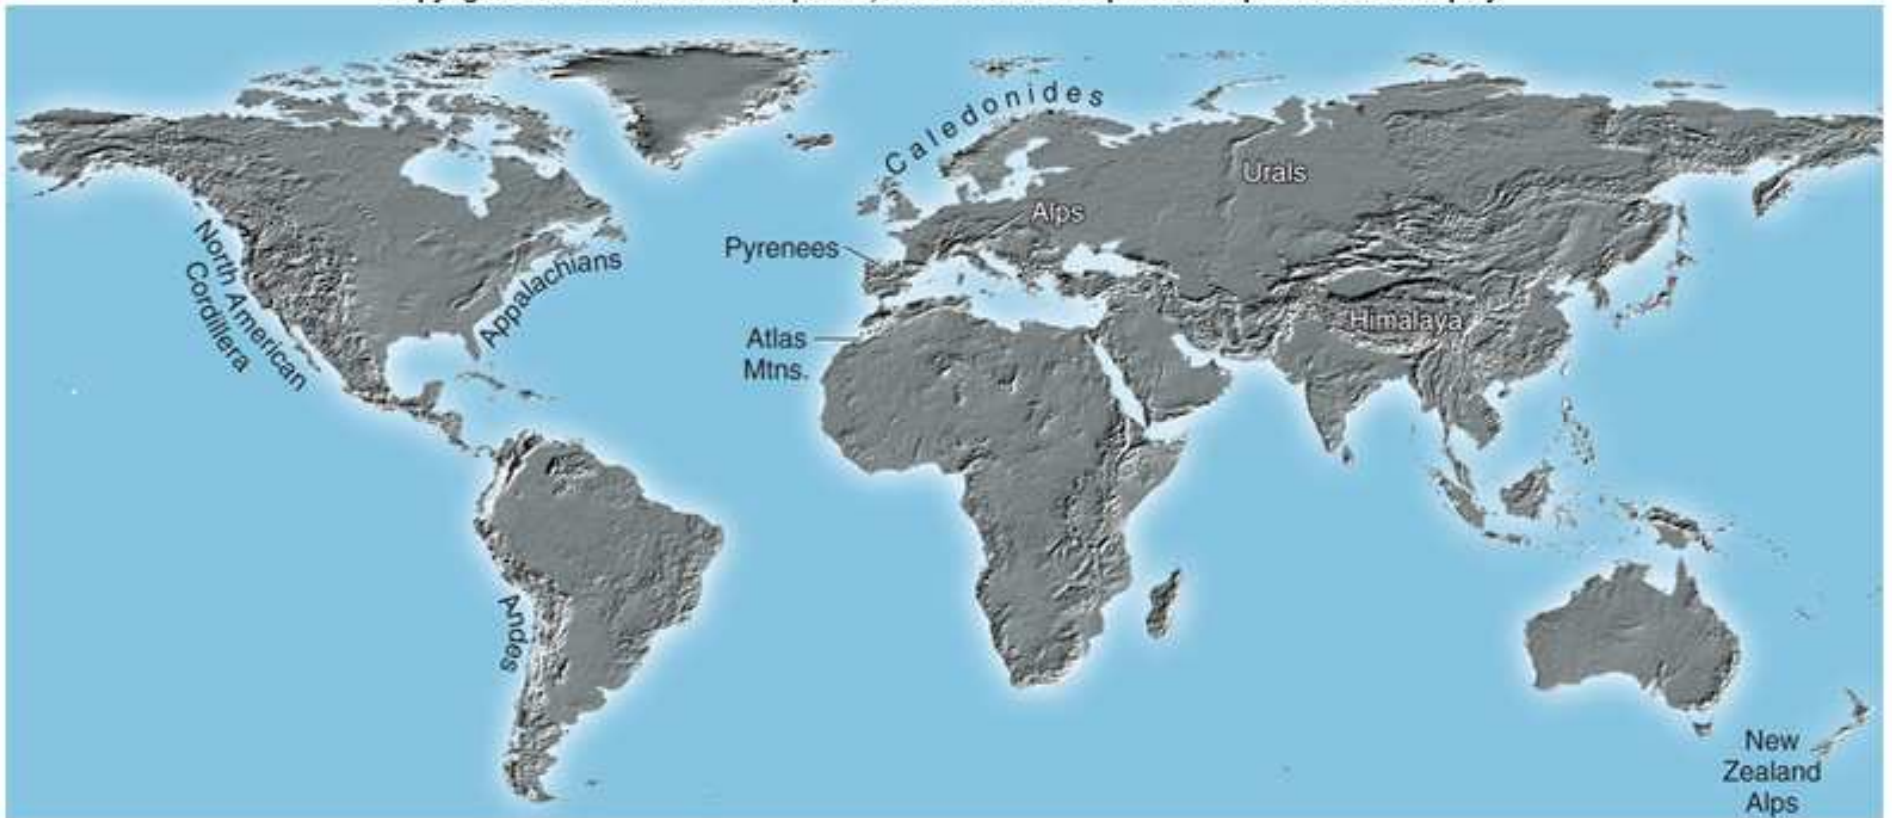 Caledonides
Urals
Alps
Pyrenees
North American
Cordillera
Appalachians
Atlas
Mtns.
Himalaya
Andes
New
Zealand
Alps